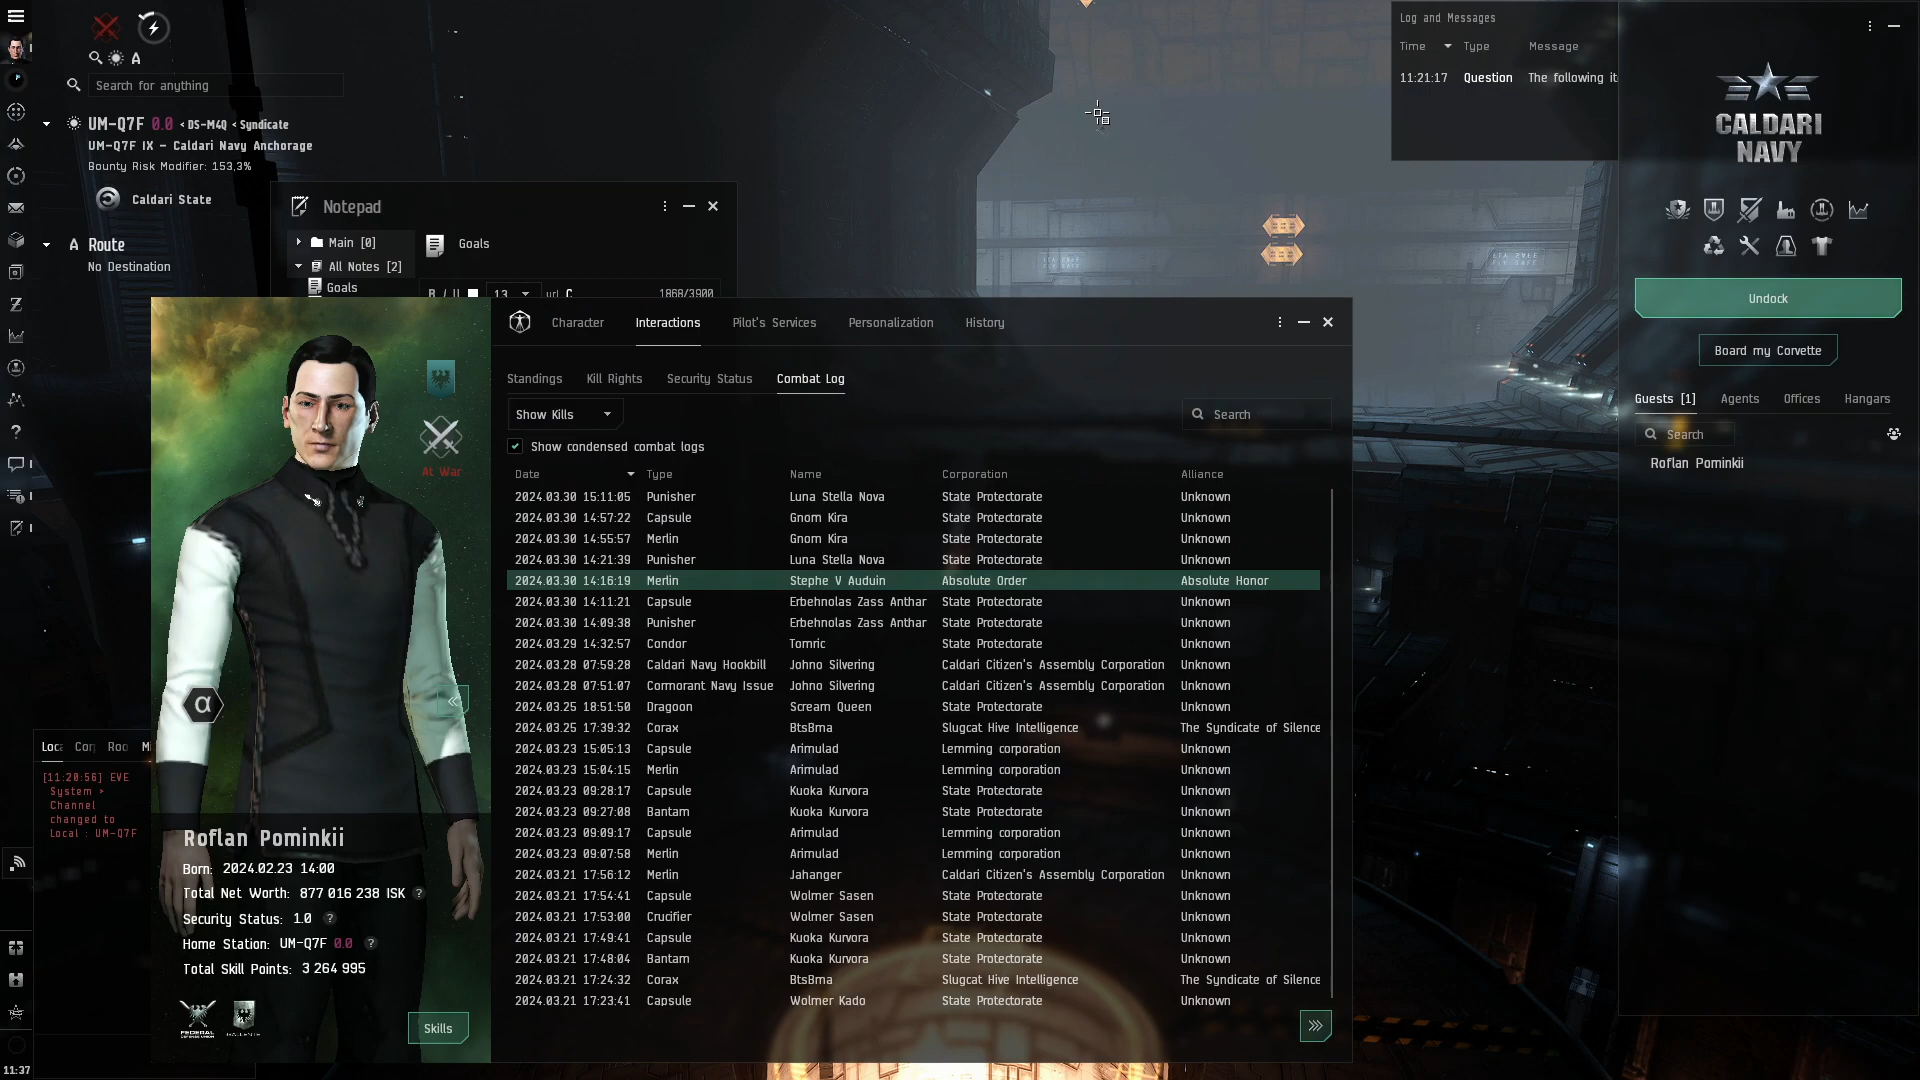 Search for anything
UM-Q7F 0.0 < DS-M4Q < Syndicate
UM-Q7F IX - Caldari Navy Anchorage
Bounty Risk Modifier: 153,3%
Caldari State
A Route
No Destination
Notepad
Main [0]
All Notes [2]
Goals
Goals
B I U 13 url C 1868/3900
Log and Messages
Time Type Message
11:21:17 Question The following it
CALDARI
NAVY
Undock
Board my Corvette
Guests [1] Agents Offices Hangars
Search
Roflan Pominkii
Character Interactions Pilot's Services Personalization History
Standings Kill Rights Security Status Combat Log
Show Kills Search
Show condensed combat logs
Date Type Name Corporation Alliance
2024.03.30 15:11:05 Punisher Luna Stella Nova State Protectorate Unknown
2024.03.30 14:57:22 Capsule Gnom Kira State Protectorate Unknown
2024.03.30 14:55:57 Merlin Gnom Kira State Protectorate Unknown
2024.03.30 14:21:39 Punisher Luna Stella Nova State Protectorate Unknown
2024.03.30 14:16:19 Merlin Stephe V Auduin Absolute Order Absolute Honor
2024.03.30 14:11:21 Capsule Erbehnolas Zass Anthar State Protectorate Unknown
2024.03.30 14:09:38 Punisher Erbehnolas Zass Anthar State Protectorate Unknown
2024.03.29 14:32:57 Condor Tomric State Protectorate Unknown
2024.03.28 07:59:28 Caldari Navy Hookbill Johno Silvering Caldari Citizen's Assembly Corporation Unknown
2024.03.28 07:51:07 Cormorant Navy Issue Johno Silvering Caldari Citizen's Assembly Corporation Unknown
2024.03.25 18:51:50 Dragoon Scream Queen State Protectorate Unknown
2024.03.25 17:39:32 Corax BtsBma Slugcat Hive Intelligence The Syndicate of Silence
2024.03.23 15:05:13 Capsule Arimulad Lemming corporation Unknown
2024.03.23 15:04:15 Merlin Arimulad Lemming corporation Unknown
2024.03.23 09:28:17 Capsule Kuoka Kurvora State Protectorate Unknown
2024.03.23 09:27:08 Bantam Kuoka Kurvora State Protectorate Unknown
2024.03.23 09:09:17 Capsule Arimulad Lemming corporation Unknown
2024.03.23 09:07:58 Merlin Arimulad Lemming corporation Unknown
2024.03.21 17:56:12 Merlin Jahanger Caldari Citizen's Assembly Corporation Unknown
2024.03.21 17:54:41 Capsule Wolmer Sasen State Protectorate Unknown
2024.03.21 17:53:00 Crucifier Wolmer Sasen State Protectorate Unknown
2024.03.21 17:49:41 Capsule Kuoka Kurvora State Protectorate Unknown
2024.03.21 17:48:04 Bantam Kuoka Kurvora State Protectorate Unknown
2024.03.21 17:24:32 Corax BtsBma Slugcat Hive Intelligence The Syndicate of Silence
2024.03.21 17:23:41 Capsule Wolmer Kado State Protectorate Unknown
At War
α
Roflan Pominkii
Born: 2024.02.23 14:00
Total Net Worth: 877 016 238 ISK ?
Security Status: 1.0 ?
Home Station: UM-Q7F 0.0 ?
Total Skill Points: 3 264 995
FEDERAL
DEFENSE UNION
Skills
Loca Corp Roo Mi
[11:20:56] EVE
System >
Channel
changed to
Local : UM-Q7F
11:37